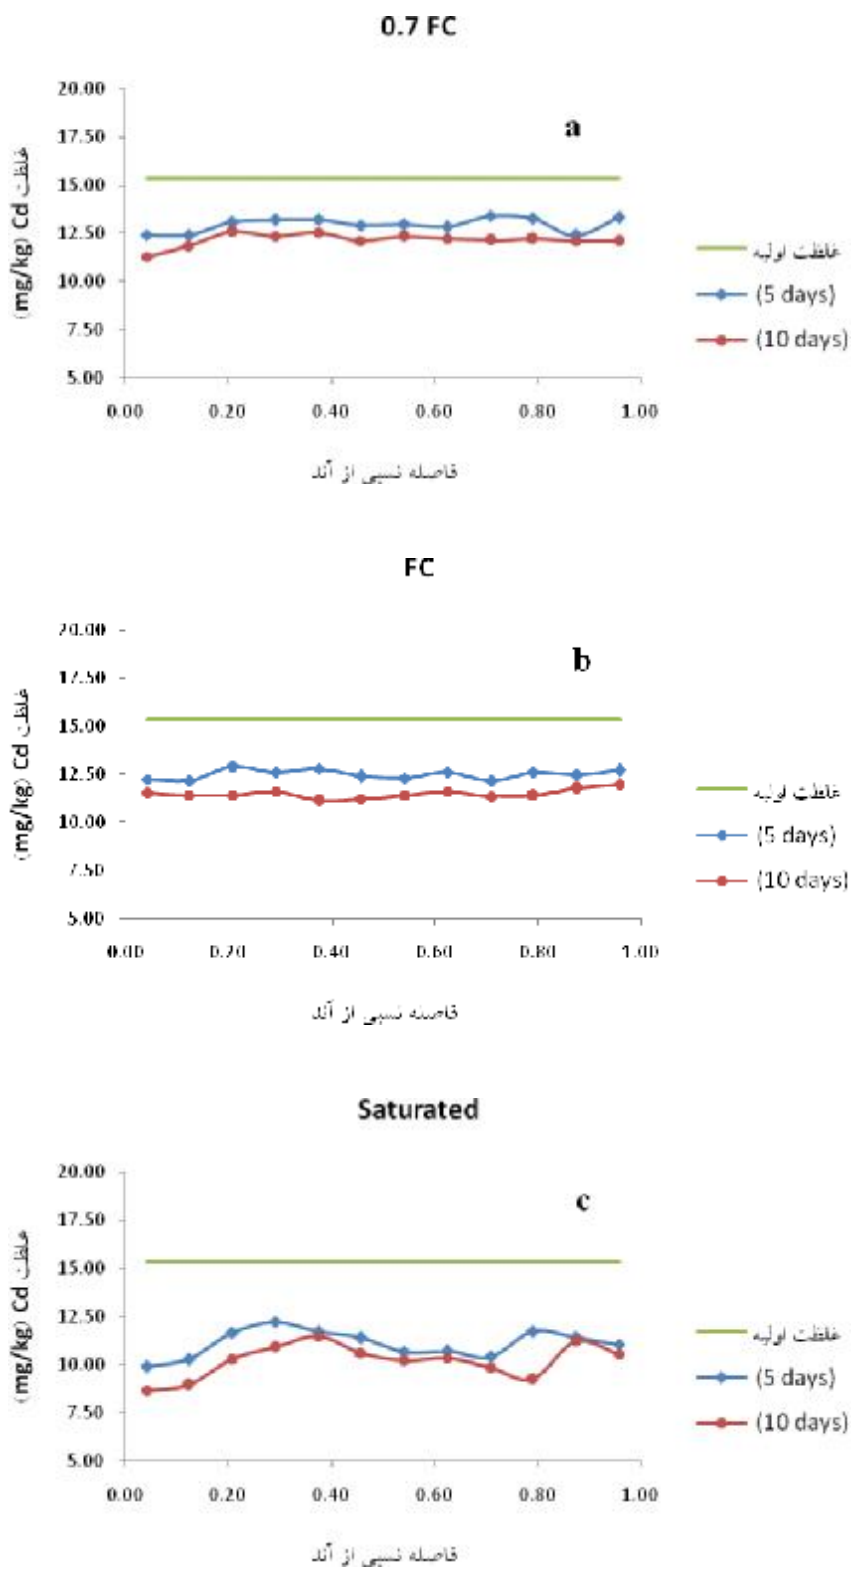 0.7 FC
a
20.00
17.50
15.00
12.50
10.00
7.50
5.00
غلظت Cd (mg/kg)
0.00 0.20 0.40 0.60 0.80 1.00
فاصله نسبی از آند
غلظت اولیه
(5 days)
(10 days)
FC
b
20.00
17.50
15.00
12.50
10.00
7.50
5.00
غلظت Cd (mg/kg)
0.00 0.20 0.40 0.60 0.80 1.00
فاصله نسبی از آند
غلظت اولیه
(5 days)
(10 days)
Saturated
c
20.00
17.50
15.00
12.50
10.00
7.50
5.00
غلظت Cd (mg/kg)
0.00 0.20 0.40 0.60 0.80 1.00
فاصله نسبی از آند
غلظت اولیه
(5 days)
(10 days)